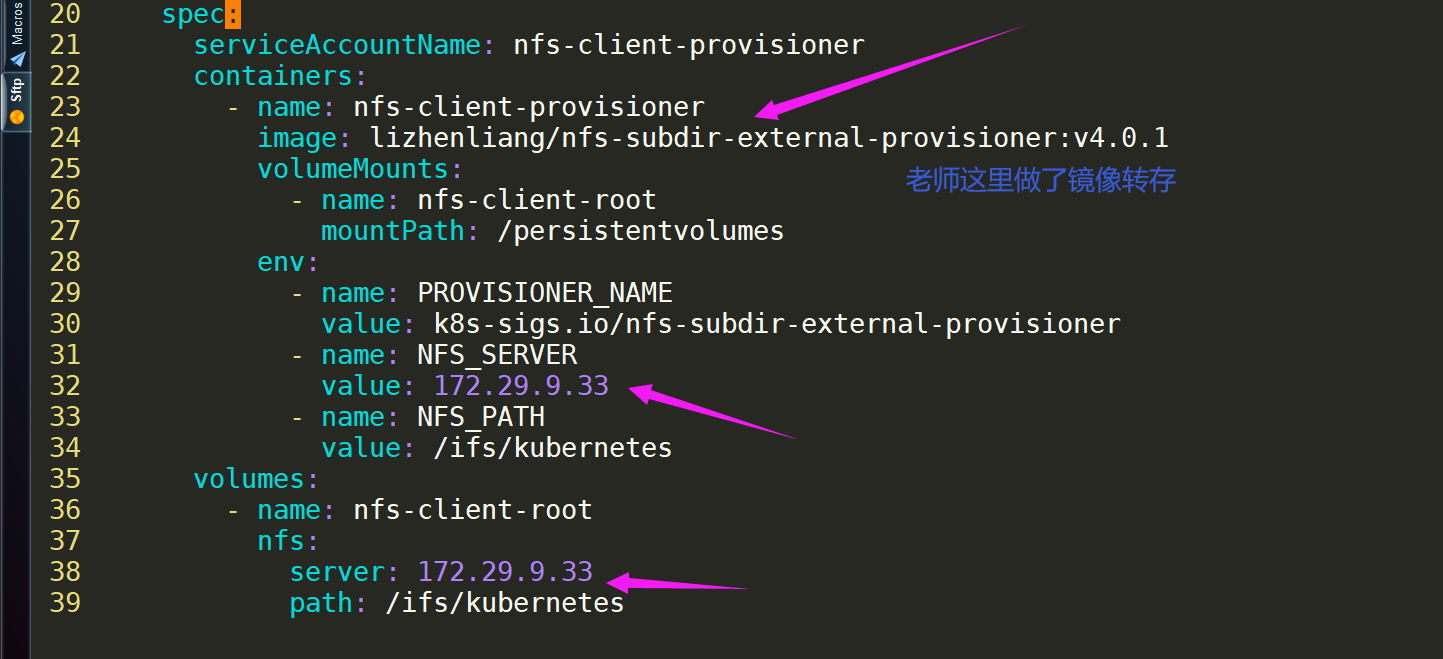 Macros
Sftp
20 spec:
21 serviceAccountName: nfs-client-provisioner
22 containers:
23 - name: nfs-client-provisioner
24 image: lizhenliang/nfs-subdir-external-provisioner:v4.0.1
25 volumeMounts:
老师这里做了镜像转存
26 - name: nfs-client-root
27 mountPath: /persistentvolumes
28 env:
29 - name: PROVISIONER_NAME
30 value: k8s-sigs.io/nfs-subdir-external-provisioner
31 - name: NFS_SERVER
32 value: 172.29.9.33
33 - name: NFS_PATH
34 value: /ifs/kubernetes
35 volumes:
36 - name: nfs-client-root
37 nfs:
38 server: 172.29.9.33
39 path: /ifs/kubernetes